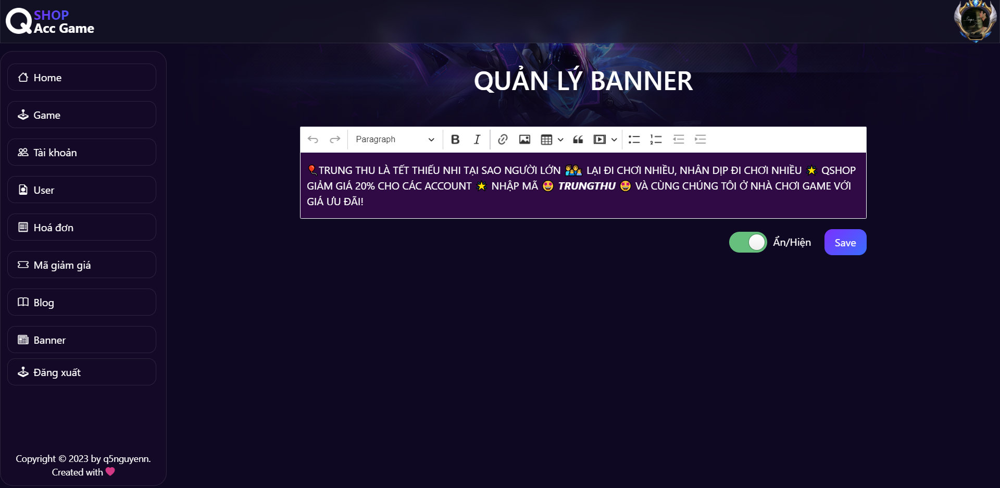 SHOP
Acc Game
Home
Game
Tài khoản
User
Hoá đơn
Mã giảm giá
Blog
Banner
Đăng xuất
Copyright © 2023 by q5nguyenn.
Created with
QUẢN LÝ BANNER
Paragraph
🎈TRUNG THU LÀ TẾT THIẾU NHI TẠI SAO NGƯỜI LỚN 👨‍👩‍👧‍👦 LẠI ĐI CHƠI NHIỀU, NHÂN DỊP ĐI CHƠI NHIỀU 🌟 QSHOP
GIẢM GIÁ 20% CHO CÁC ACCOUNT 🌟 NHẬP MÃ 🤩 TRUNGTHU 🤩 VÀ CÙNG CHÚNG TÔI Ở NHÀ CHƠI GAME VỚI
GIÁ ƯU ĐÃI!
Ẩn/Hiện
Save